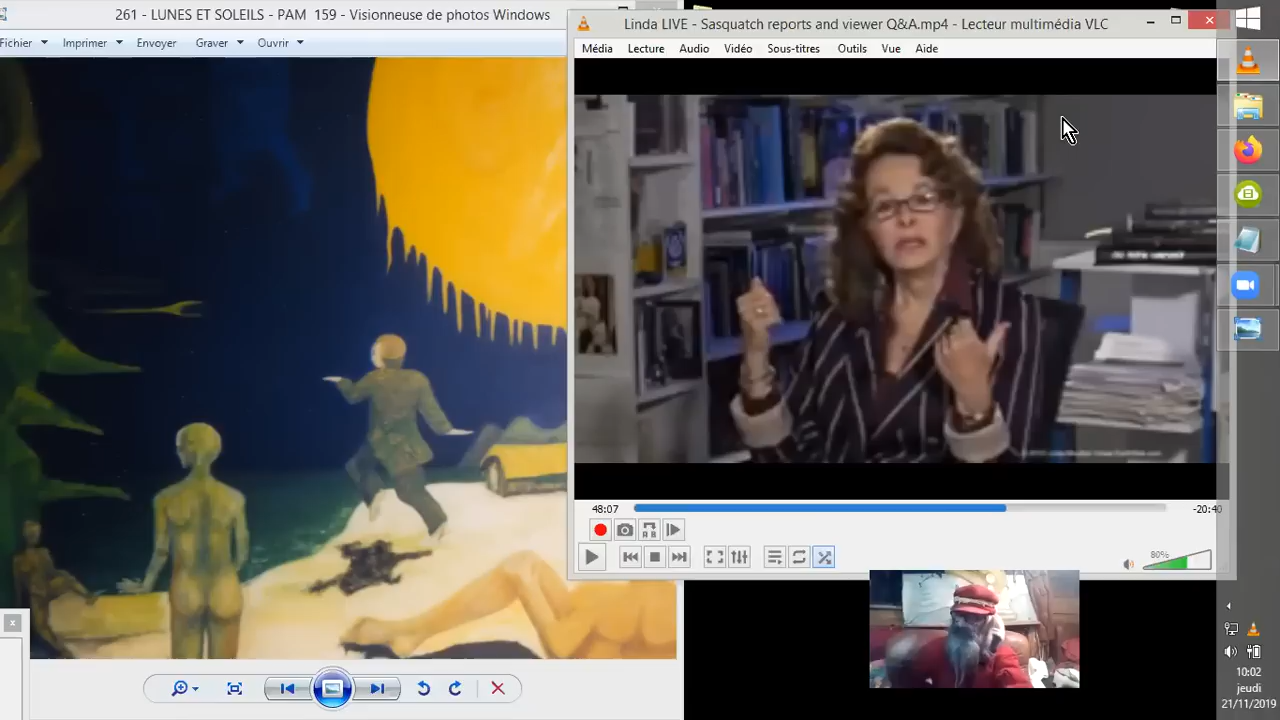 261 - LUNES ET SOLEILS - PAM 159 - Visionneuse de photos Windows
Fichier Imprimer Envoyer Graver Ouvrir
Linda LIVE - Sasquatch reports and viewer Q&A.mp4 - Lecteur multimédia VLC
Média Lecture Audio Vidéo Sous-titres Outils Vue Aide
48:07
-20:40
A B
80%
10:02
jeudi
21/11/2019